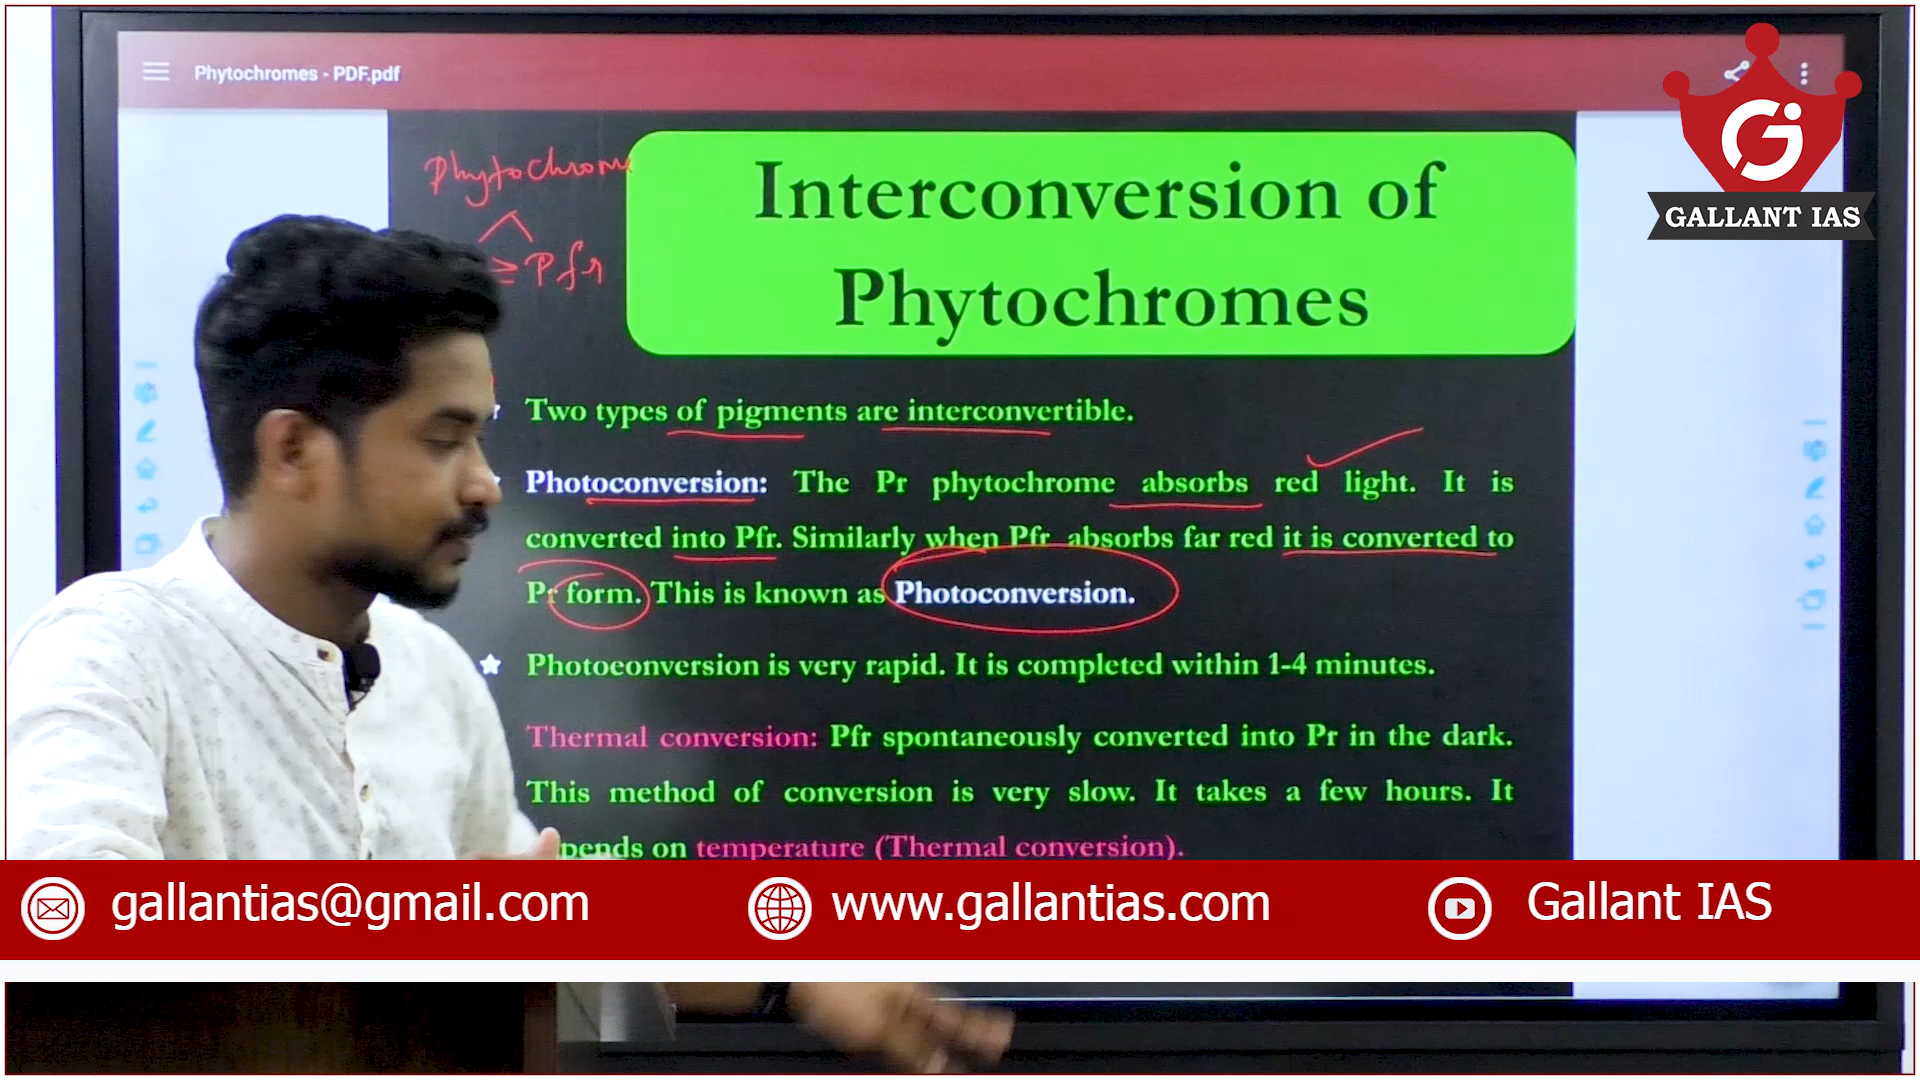 Phytochromes - PDF.pdf
GALLANT IAS
Phytochrome
Pfr
Interconversion of
Phytochromes
Two types of pigments are interconvertible.
Photoconversion: The Pr phytochrome absorbs red light. It is
converted into Pfr. Similarly when Pfr absorbs far red it is converted to
Pr form. This is known as Photoconversion.
Photoeonversion is very rapid. It is completed within 1-4 minutes.
Thermal conversion: Pfr spontaneously converted into Pr in the dark.
This method of conversion is very slow. It takes a few hours. It
pends on temperature (Thermal conversion).
gallantias@gmail.com
www.gallantias.com
Gallant IAS